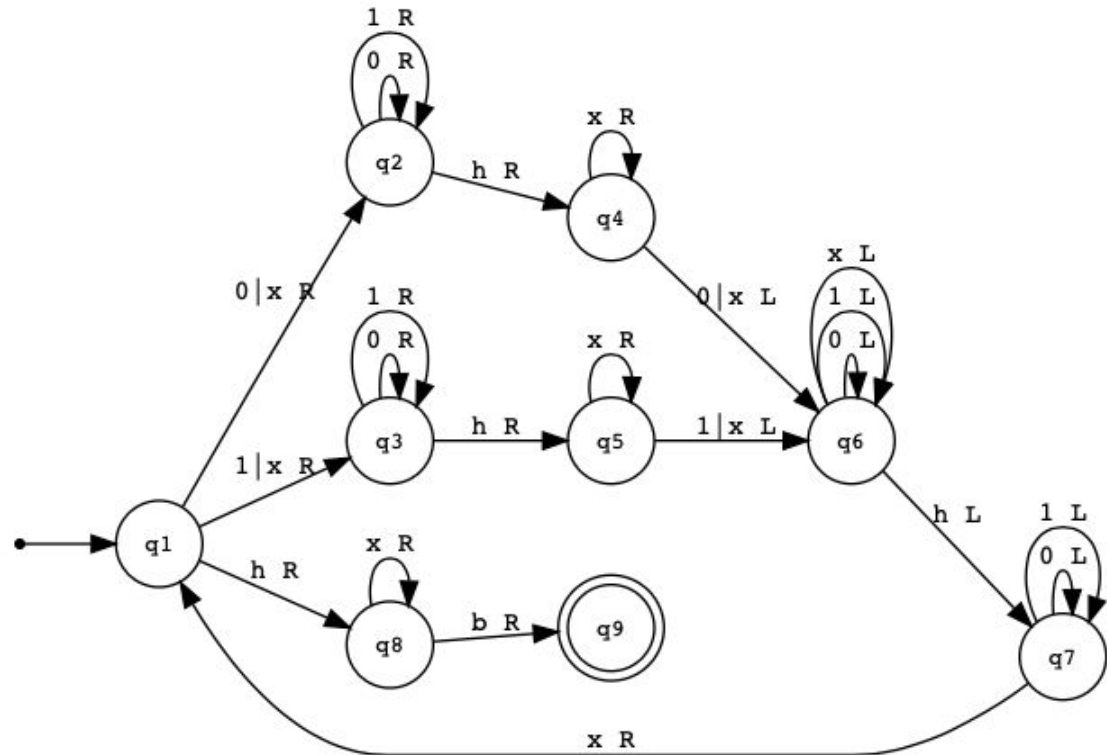 1 R
0 R
q2
x R
h R
q4
0|x R
x L
0|x L
1 L
1 R
0 R
x R
0 L
q3
h R
q5
1|x L
q6
1|x R
h L
1 L
q1
x R
0 L
h R
b R
q8
q9
q7
x R